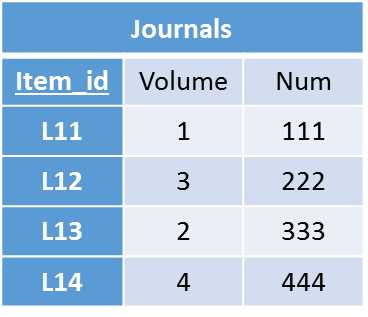 Journals
Item_id Volume Num
L11 1 111
L12 3 222
L13 2 333
L14 4 444